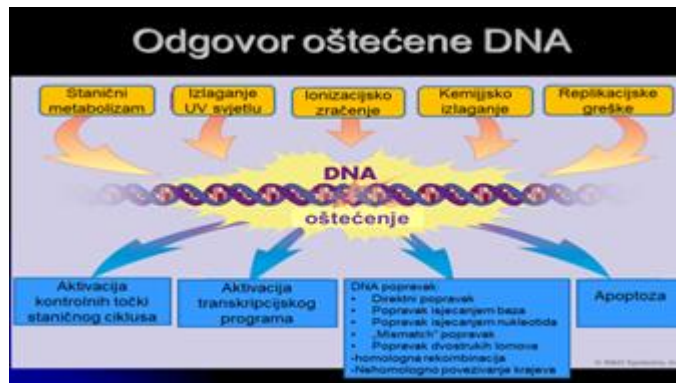 Odgovor oštećene DNA
Stanični
metabolizam
Izlaganje
UV svjetlu
Ionizacijsko
zračenje
Kemijsko
izlaganje
Replikacijske
greške
DNA
oštećenje
Aktivacija
kontrolnih točki
staničnog ciklusa
Aktivacija
transkripcijskog
programa
DNA popravak:
• Direktni popravak
• Popravak isjecanjem baza
• Popravak isjecanjem nukleotida
• „Mismatch" popravak
• Popravak dvostrukih lomova
-homologna rekombinacija
-Nehomologno povezivanje krajeva
Apoptoza